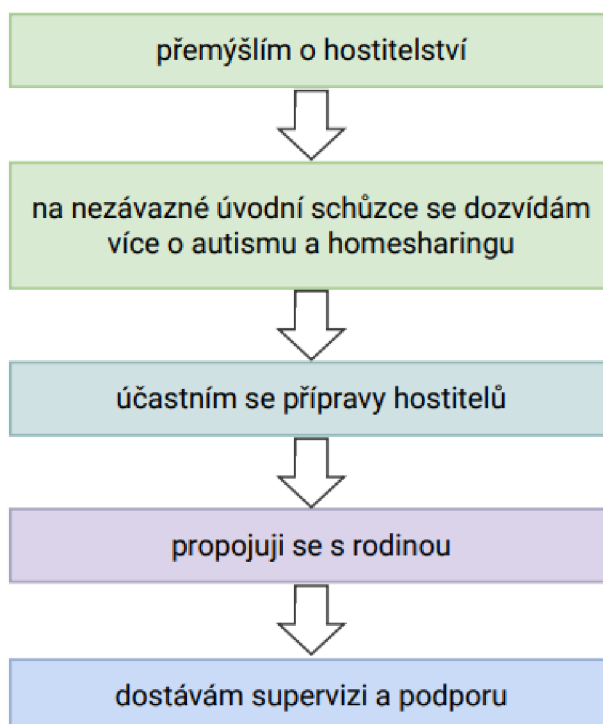 přemýšlím o hostitelství
na nezávazné úvodní schůzce se dozvídám
více o autismu a homesharingu
účastním se přípravy hostitelů
propojuji se s rodinou
dostávám supervizi a podporu